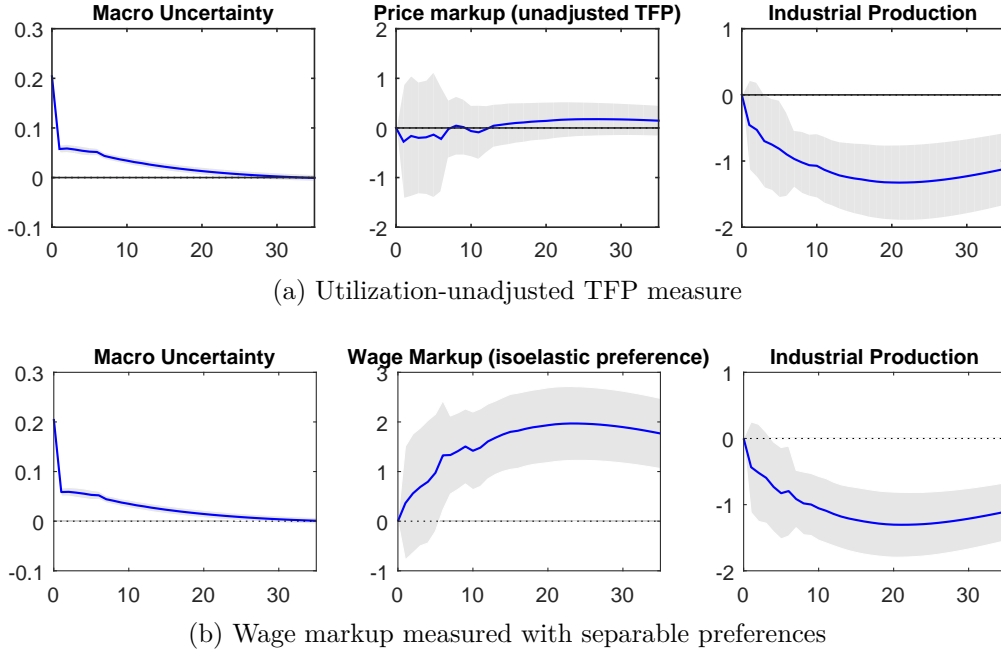 Macro Uncertainty
0.3
0.2
0.1
0
-0.1
0 10 20 30
Price markup (unadjusted TFP)
2
1
0
-1
-2
0 10 20 30
Industrial Production
1
0
-1
-2
0 10 20 30
(a) Utilization-unadjusted TFP measure
Macro Uncertainty
0.3
0.2
0.1
0
-0.1
0 10 20 30
Wage Markup (isoelastic preference)
3
2
1
0
-1
0 10 20 30
Industrial Production
1
0
-1
-2
0 10 20 30
(b) Wage markup measured with separable preferences